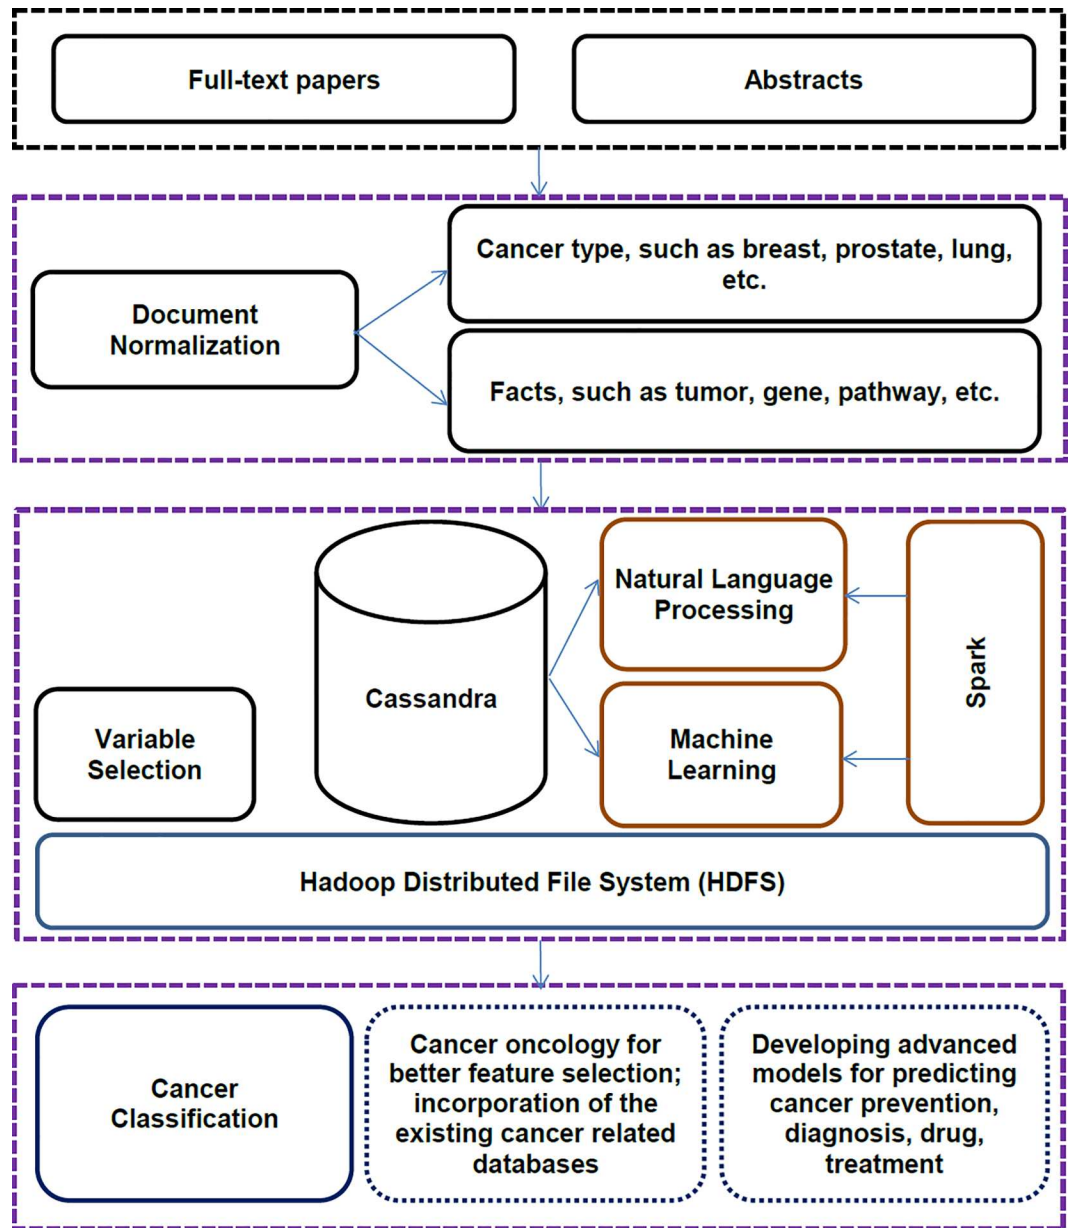 Full-text papers
Abstracts
Cancer type, such as breast, prostate, lung,
etc.
Document
Normalization
Facts, such as tumor, gene, pathway, etc.
Natural Language
Processing
Spark
Cassandra
Variable
Selection
Machine
Learning
Hadoop Distributed File System (HDFS)
Cancer
Classification
Cancer oncology for
better feature selection;
incorporation of the
existing cancer related
databases
Developing advanced
models for predicting
cancer prevention,
diagnosis, drug,
treatment